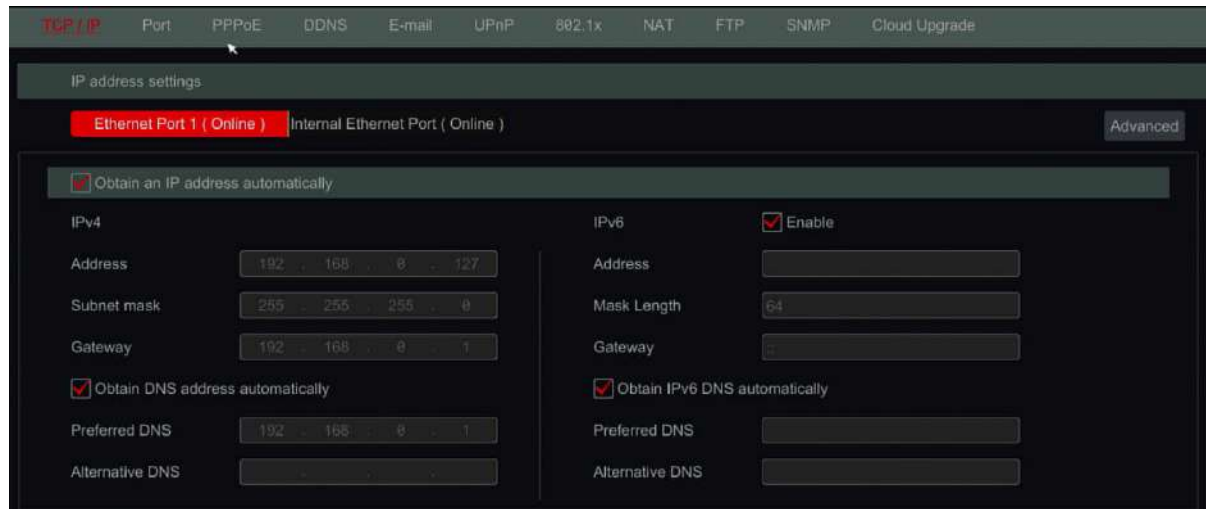 TCP / IP Port PPPoE DDNS E-mail UPnP 802.1x NAT FTP SNMP Cloud Upgrade
IP address settings
Ethernet Port 1 ( Online ) Internal Ethernet Port ( Online ) Advanced
Obtain an IP address automatically
IPv4 IPv6 Enable
Address 192 . 168 . 0 . 127 Address
Subnet mask 255 . 255 . 255 . 0 Mask Length 64
Gateway 192 . 168 . 0 . 1 Gateway ::
Obtain DNS address automatically Obtain IPv6 DNS automatically
Preferred DNS 192 . 168 . 0 . 1 Preferred DNS
Alternative DNS . . . Alternative DNS